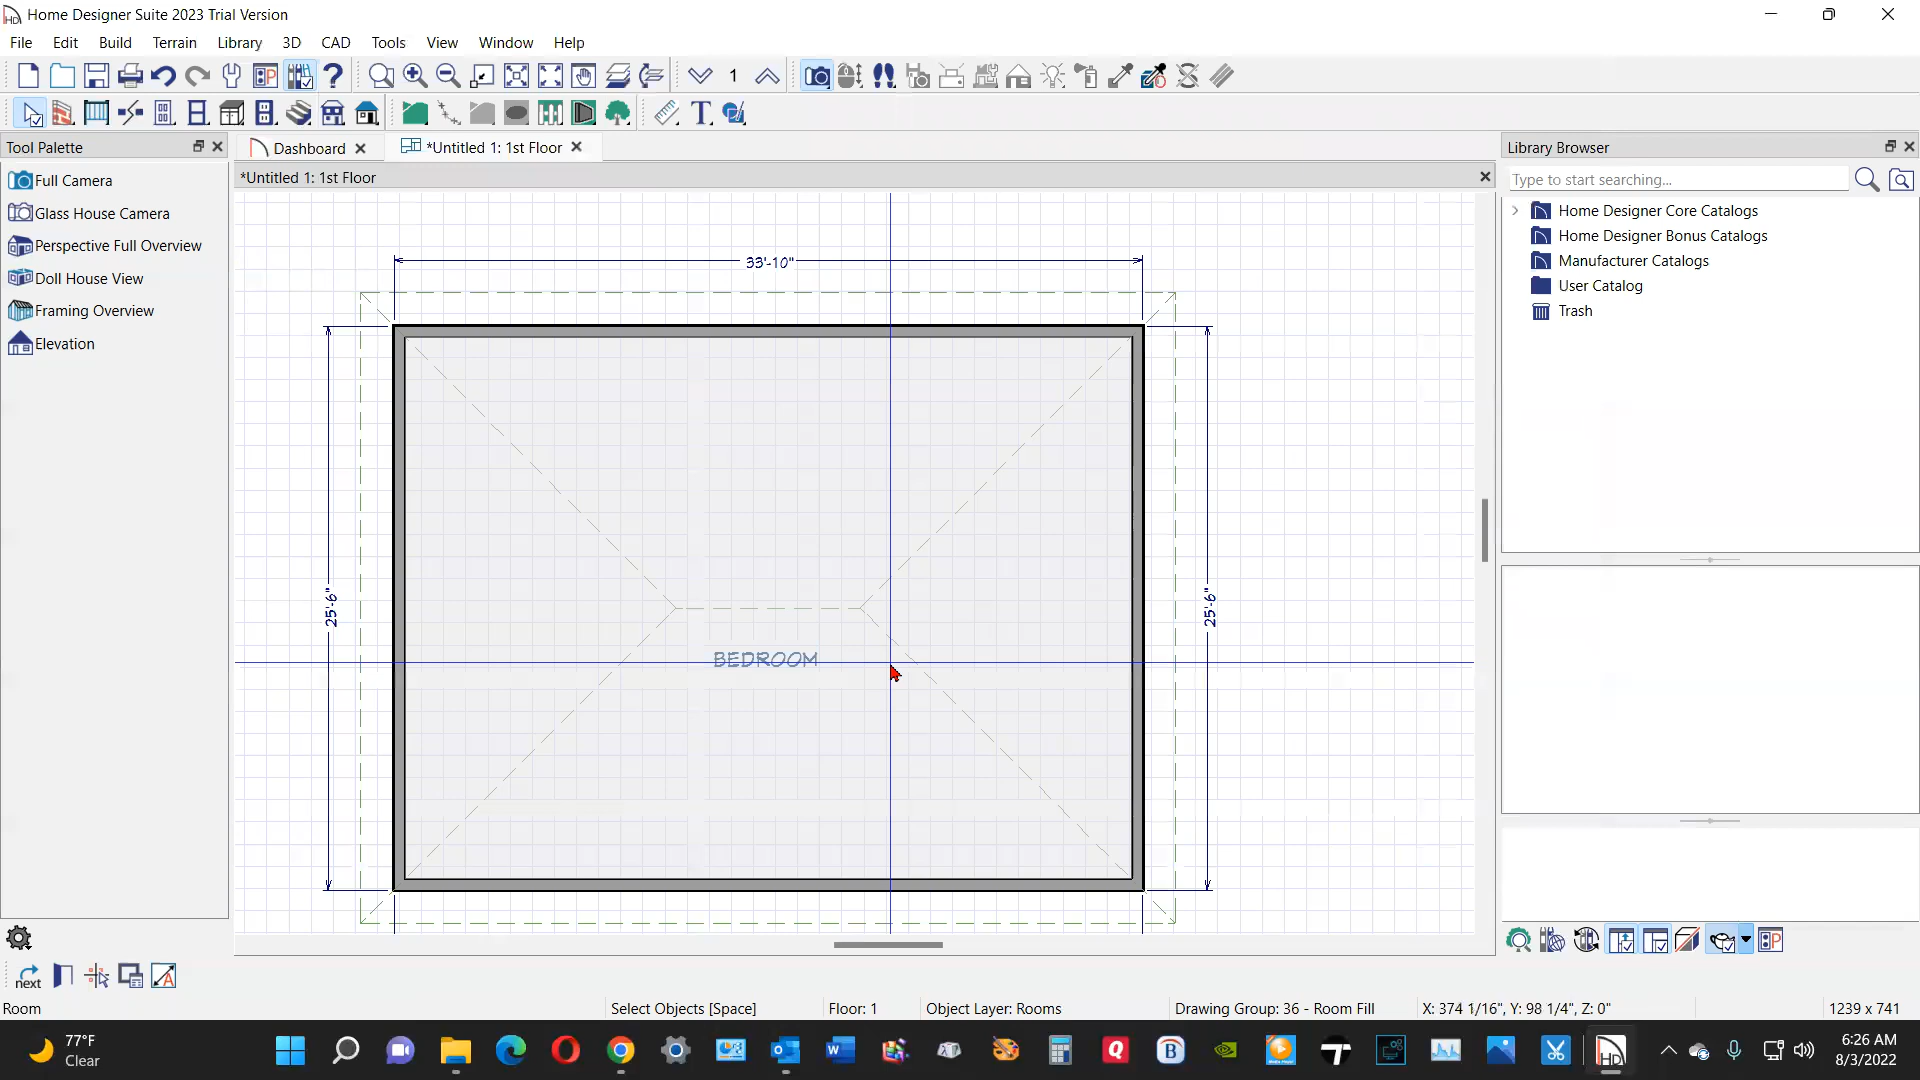 Home Designer Suite 2023 Trial Version
File Edit Build Terrain Library 3D CAD Tools View Window Help
1
Tool Palette
Dashboard
*Untitled 1: 1st Floor
Library Browser
*Untitled 1: 1st Floor
Type to start searching...
Full Camera
Glass House Camera
Perspective Full Overview
Doll House View
Framing Overview
Elevation
Home Designer Core Catalogs
Home Designer Bonus Catalogs
Manufacturer Catalogs
User Catalog
Trash
33'-10"
25'-6"
25'-6"
BEDROOM
next
Room
Select Objects [Space]
Floor: 1
Object Layer: Rooms
Drawing Group: 36 - Room Fill
X: 374 1/16", Y: 98 1/4", Z: 0"
1239 x 741
77°F
Clear
6:26 AM
8/3/2022